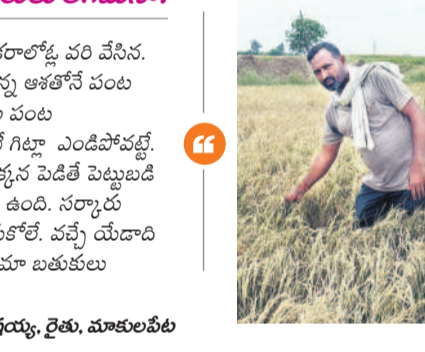 కరాలోట్ల వరి వేసిన.
న్న ఆశతోనే పంట
పంట
గిట్లా ఎండిపోవట్టే.
క్కన పెడితే పెట్టుబడి
ఉంది. సర్కారు
కోలే. వచ్చే యేడాది
మా బతుకులు
య్య, రైతు, మాకులపేట